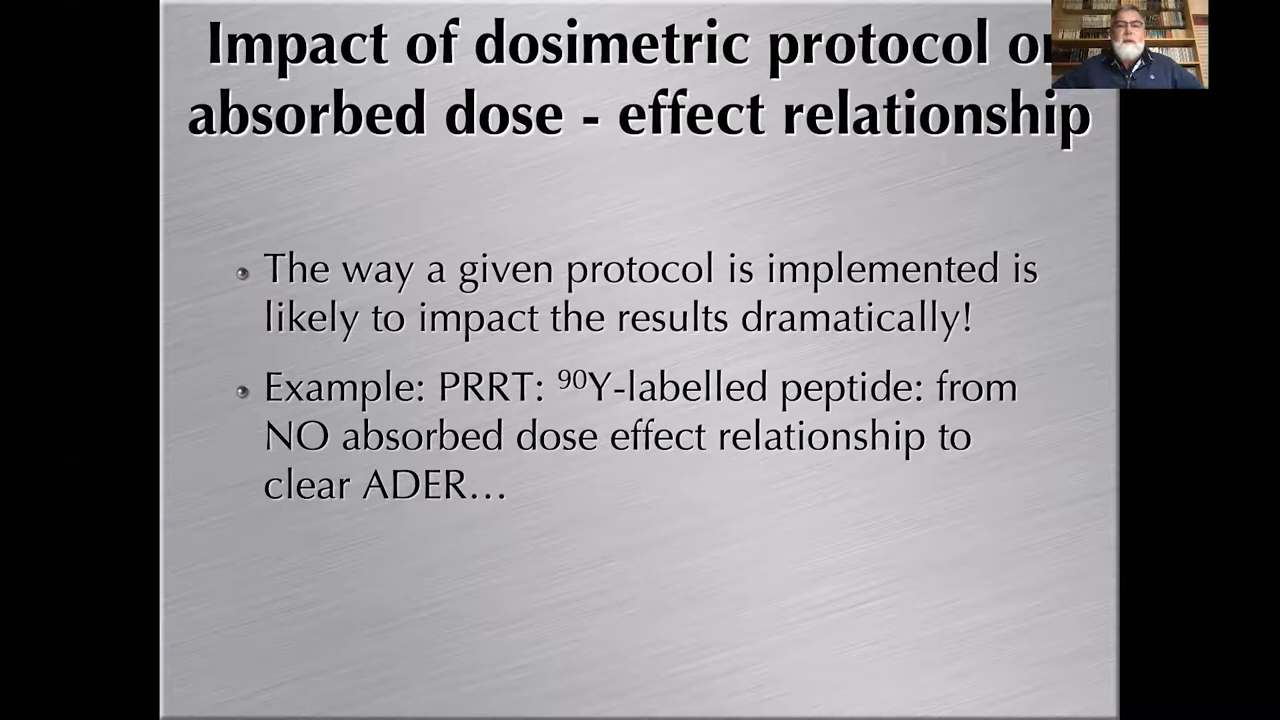 Impact of dosimetric protocol
absorbed dose - effect relationship
The way a given protocol is implemented is
likely to impact the results dramatically!
Example: PRRT: ⁹⁰Y-labelled peptide: from
NO absorbed dose effect relationship to
clear ADER...